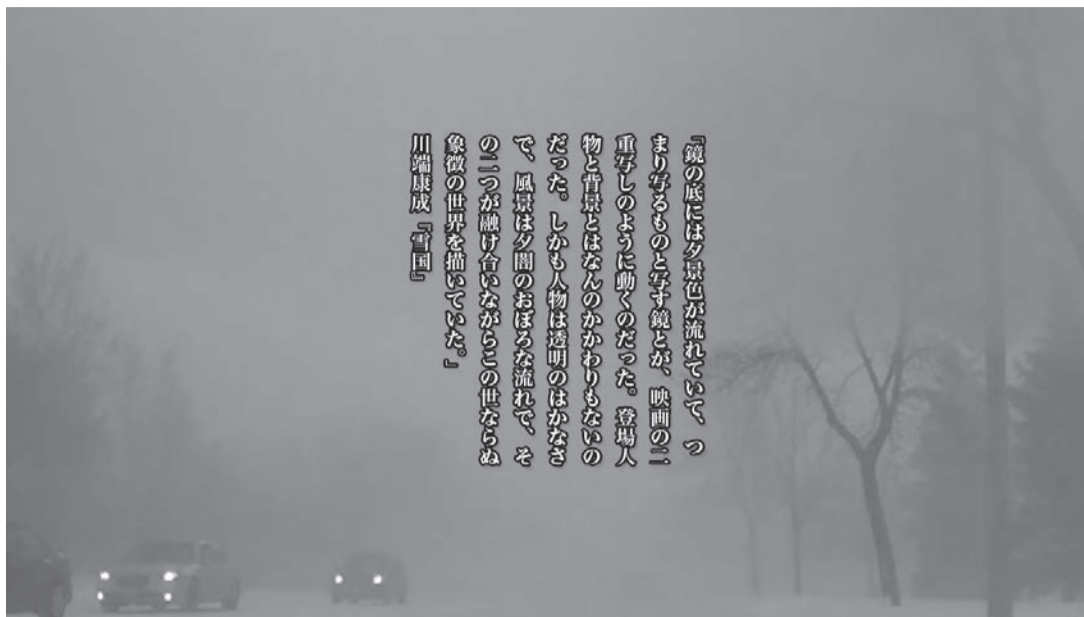 「鏡の底には夕景色が流れていて、つ
まり写るものと写す鏡とが、映画の二
重写しのように動くのだった。登場人
物と背景とはなんのかかわりもないの
だった。しかも人物は透明のはかなさ
で、風景は夕闇のおぼろな流れで、そ
の二つが融け合いながらこの世ならぬ
象徴の世界を描いていた。」
川端康成『雪国』